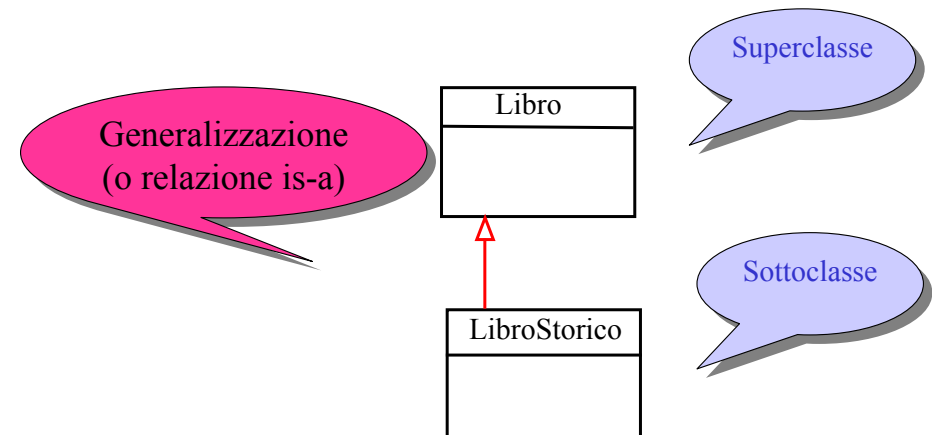 Superclasse
Libro
Generalizzazione
(o relazione is-a)
Sottoclasse
LibroStorico